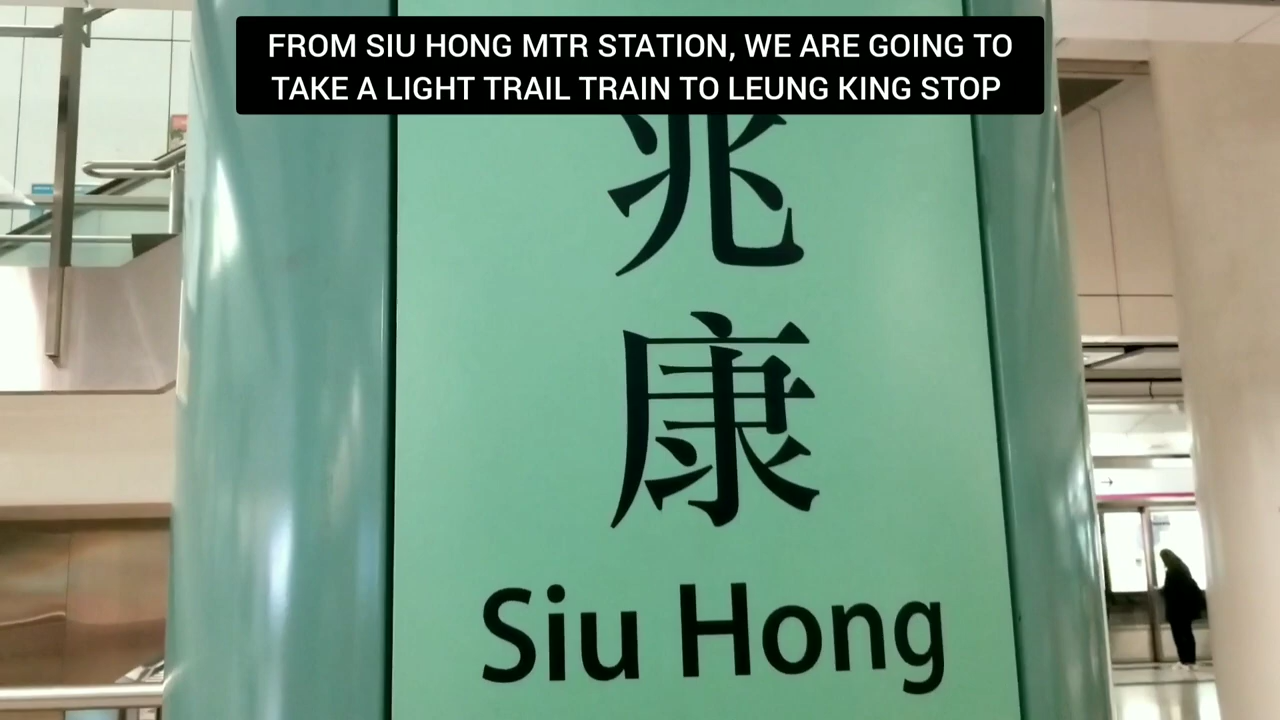 FROM SIU HONG MTR STATION, WE ARE GOING TO
TAKE A LIGHT TRAIL TRAIN TO LEUNG KING STOP
兆
康
Siu Hong